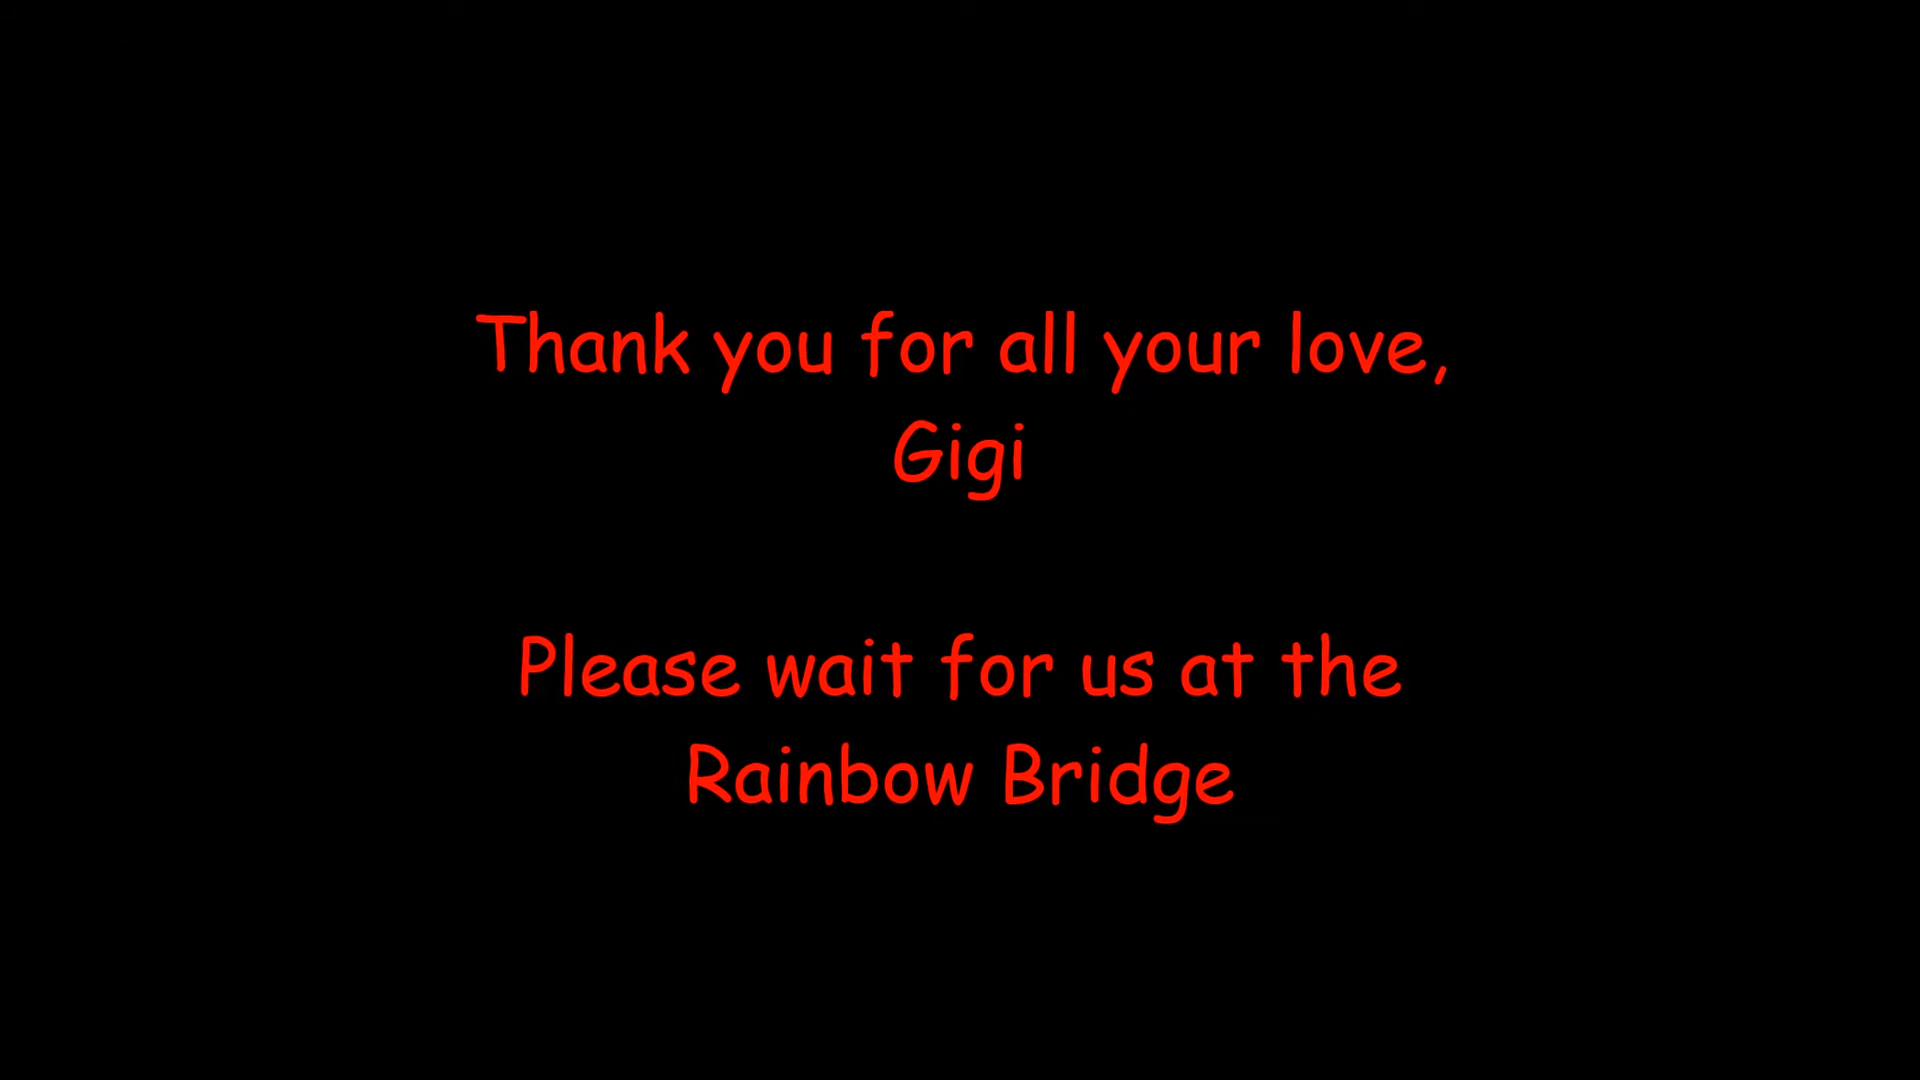 Thank you for all your love,
Gigi
Please wait for us at the
Rainbow Bridge